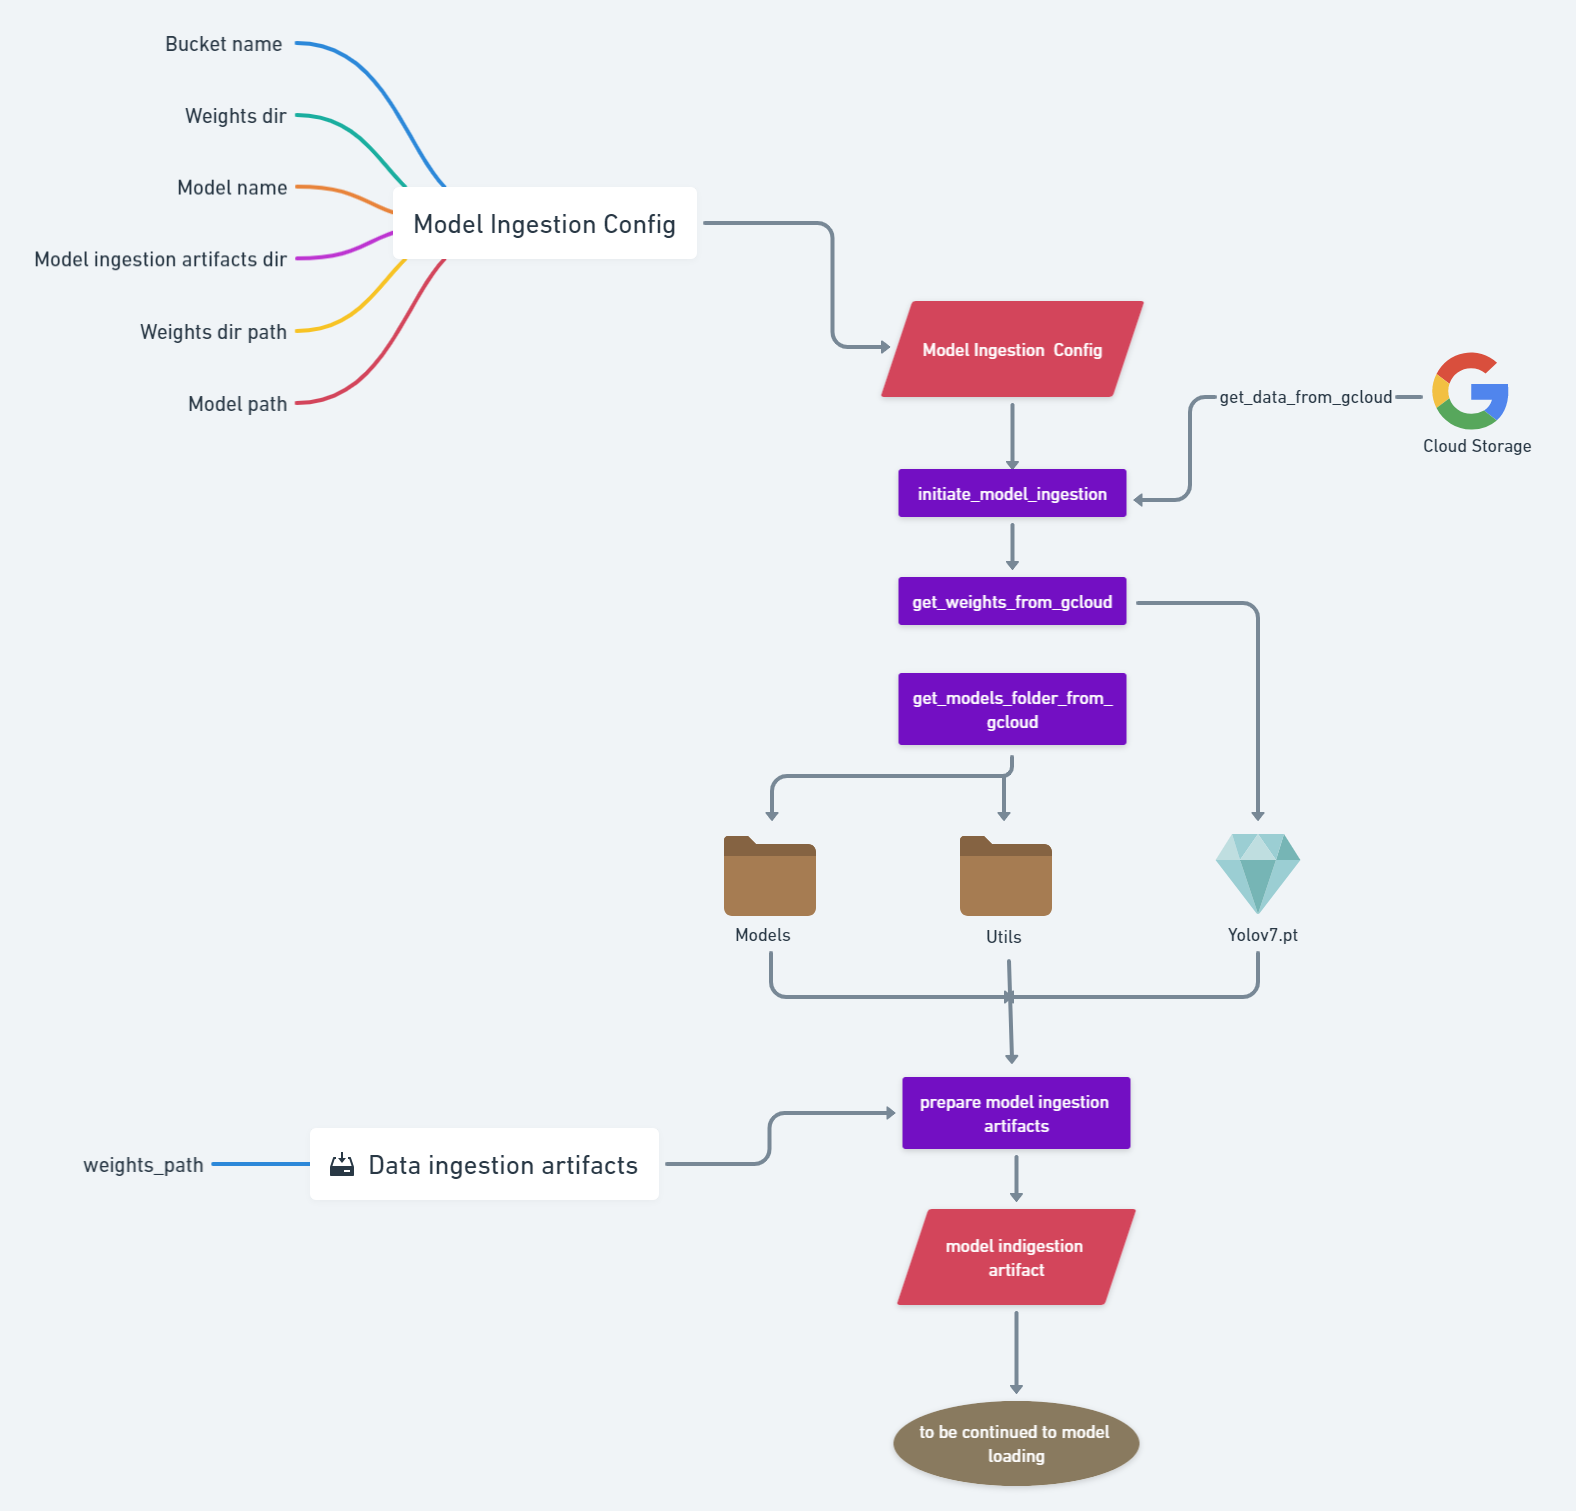 Bucket name
Weights dir
Model name
Model ingestion artifacts dir
Weights dir path
Model path
Model Ingestion Config
Model Ingestion Config
get_data_from_gcloud
Cloud Storage
initiate_model_ingestion
get_weights_from_gcloud
get_models_folder_from_
gcloud
Models
Utils
Yolov7.pt
prepare model ingestion
artifacts
weights_path
Data ingestion artifacts
model indigestion
artifact
to be continued to model
loading